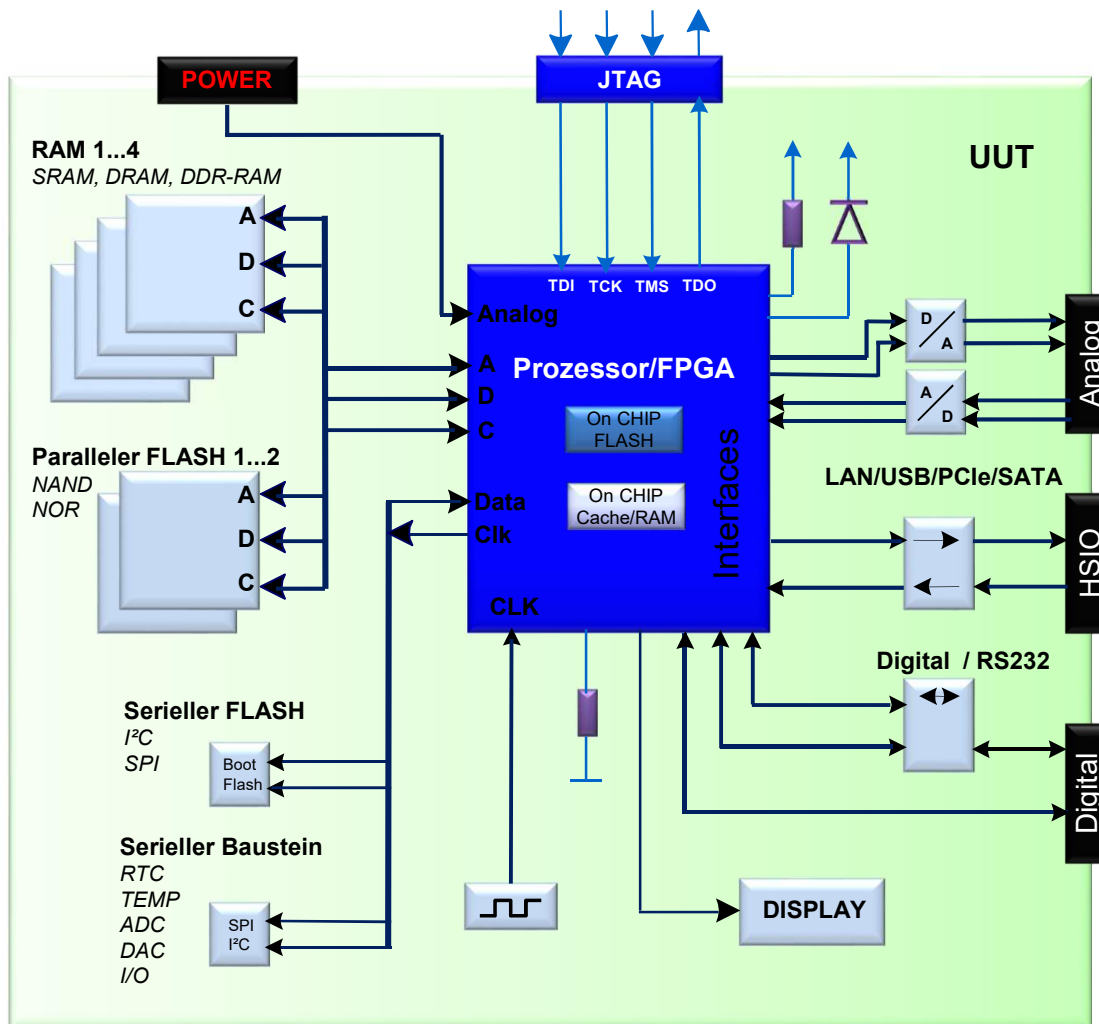 POWER
JTAG
RAM 1...4
SRAM, DRAM, DDR-RAM
A
D
C
UUT
TDI TCK TMS TDO
Analog
A
D
C
Prozessor/FPGA
On CHIP
FLASH
On CHIP
Cache/RAM
Data
Clk
CLK
Interfaces
D
A
A
D
Analog
Paralleler FLASH 1...2
NAND
NOR
A
D
C
LAN/USB/PCIe/SATA
HSIO
Digital / RS232
Digital
Serieller FLASH
I²C
SPI
Boot
Flash
Serieller Baustein
RTC
TEMP
ADC
DAC
I/O
SPI
I²C
DISPLAY